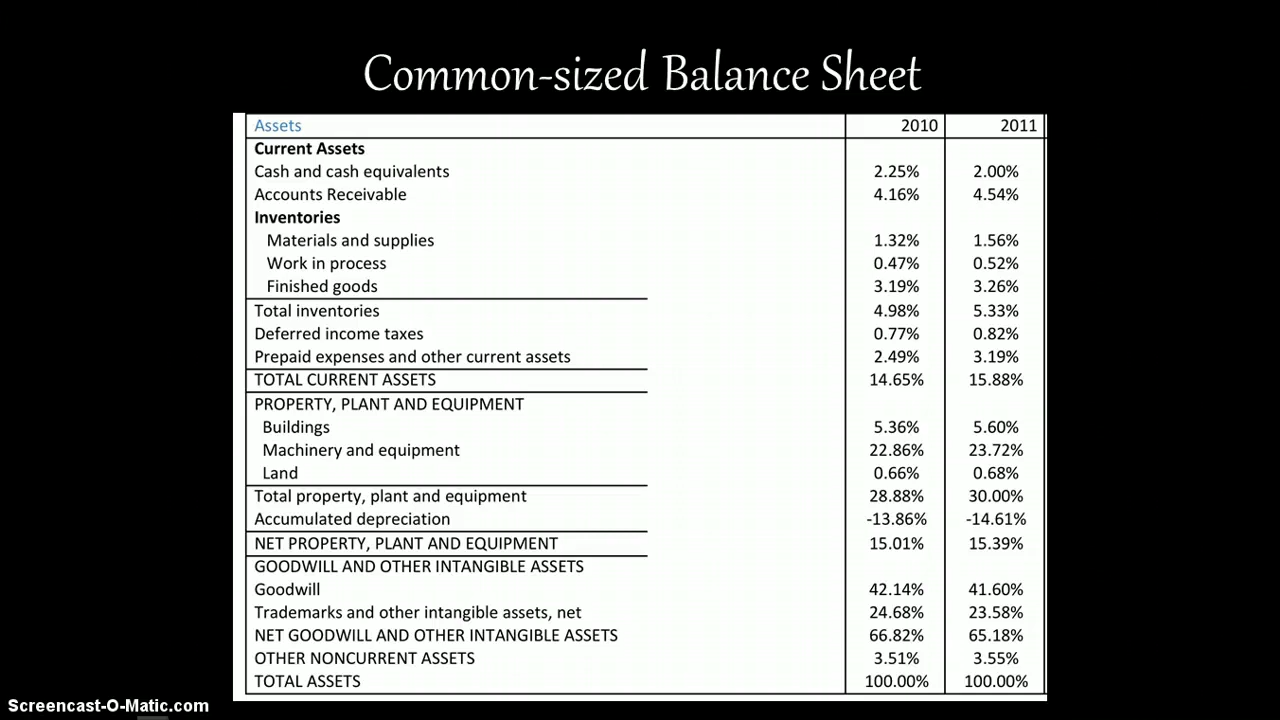 Common-sized Balance Sheet
Assets 2010 2011
Current Assets
Cash and cash equivalents 2.25% 2.00%
Accounts Receivable 4.16% 4.54%
Inventories
Materials and supplies 1.32% 1.56%
Work in process 0.47% 0.52%
Finished goods 3.19% 3.26%
Total inventories 4.98% 5.33%
Deferred income taxes 0.77% 0.82%
Prepaid expenses and other current assets 2.49% 3.19%
TOTAL CURRENT ASSETS 14.65% 15.88%
PROPERTY, PLANT AND EQUIPMENT
Buildings 5.36% 5.60%
Machinery and equipment 22.86% 23.72%
Land 0.66% 0.68%
Total property, plant and equipment 28.88% 30.00%
Accumulated depreciation -13.86% -14.61%
NET PROPERTY, PLANT AND EQUIPMENT 15.01% 15.39%
GOODWILL AND OTHER INTANGIBLE ASSETS
Goodwill 42.14% 41.60%
Trademarks and other intangible assets, net 24.68% 23.58%
NET GOODWILL AND OTHER INTANGIBLE ASSETS 66.82% 65.18%
OTHER NONCURRENT ASSETS 3.51% 3.55%
TOTAL ASSETS 100.00% 100.00%
Screencast-O-Matic.com